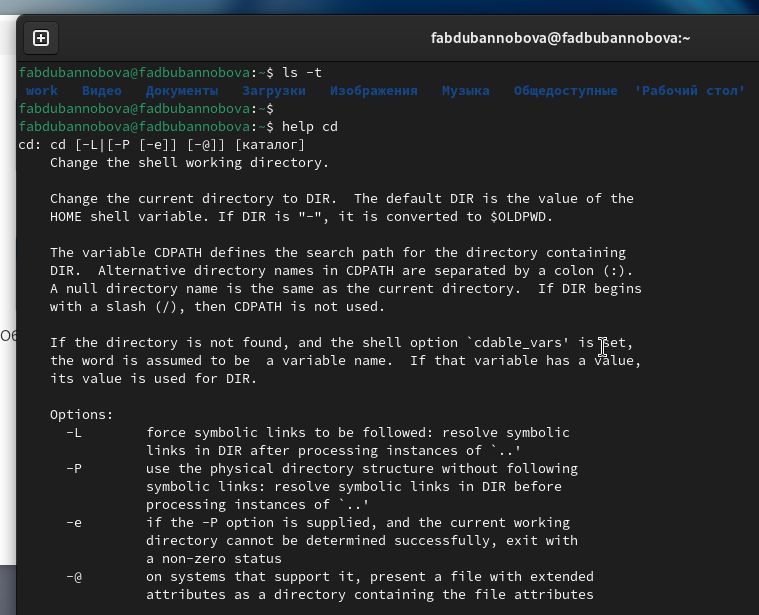 fabdubannobova@fadbubannobova:~
fabdubannobova@fadbubannobova:~$ ls -t
work Видео Документы Загрузки Изображения Музыка Общедоступные 'Рабочий стол'
fabdubannobova@fadbubannobova:~$
fabdubannobova@fadbubannobova:~$ help cd
cd: cd [-L|[-P [-e]] [-@]] [каталог]
Change the shell working directory.
Change the current directory to DIR.  The default DIR is the value of the
HOME shell variable. If DIR is "-", it is converted to $OLDPWD.
The variable CDPATH defines the search path for the directory containing
DIR.  Alternative directory names in CDPATH are separated by a colon (:).
A null directory name is the same as the current directory.  If DIR begins
with a slash (/), then CDPATH is not used.
If the directory is not found, and the shell option `cdable_vars' is set,
the word is assumed to be  a variable name.  If that variable has a value,
its value is used for DIR.
Options:
-L force symbolic links to be followed: resolve symbolic
links in DIR after processing instances of `..'
-P use the physical directory structure without following
symbolic links: resolve symbolic links in DIR before
processing instances of `..'
-e if the -P option is supplied, and the current working
directory cannot be determined successfully, exit with
a non-zero status
-@ on systems that support it, present a file with extended
attributes as a directory containing the file attributes